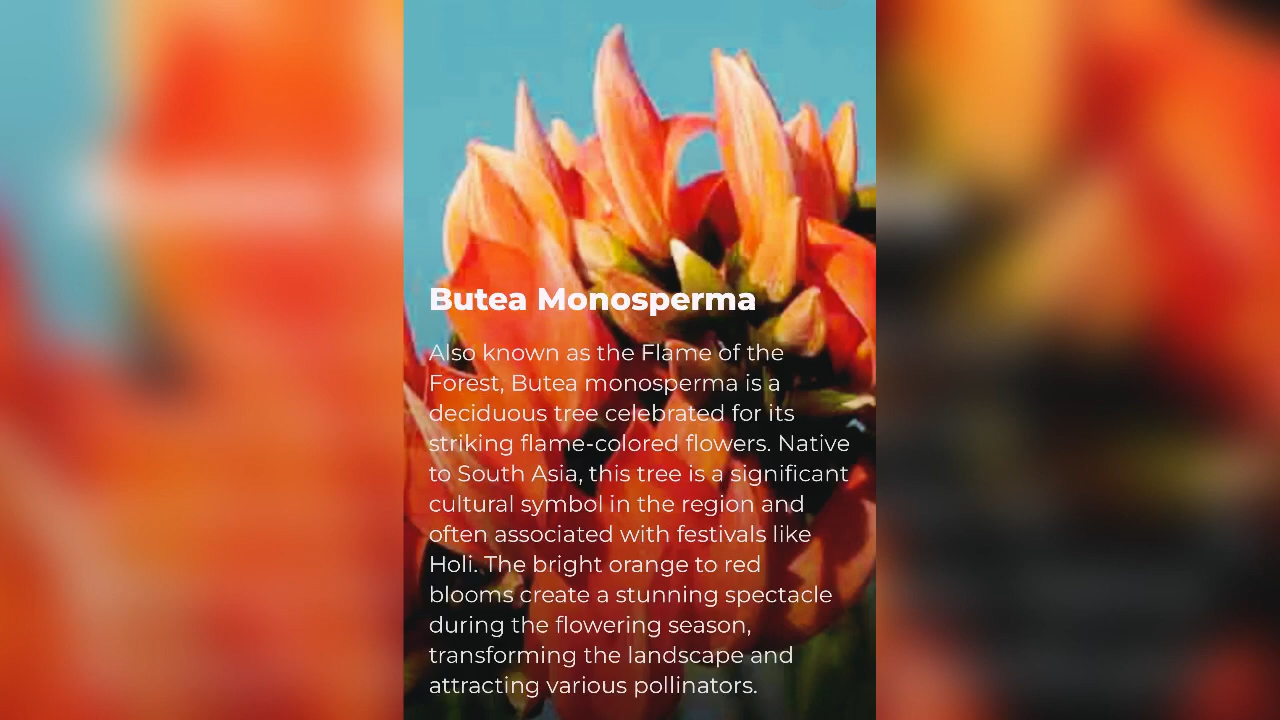 Butea Monosperma
Also known as the Flame of the
Forest, Butea monosperma is a
deciduous tree celebrated for its
striking flame-colored flowers. Native
to South Asia, this tree is a significant
cultural symbol in the region and
often associated with festivals like
Holi. The bright orange to red
blooms create a stunning spectacle
during the flowering season,
transforming the landscape and
attracting various pollinators.